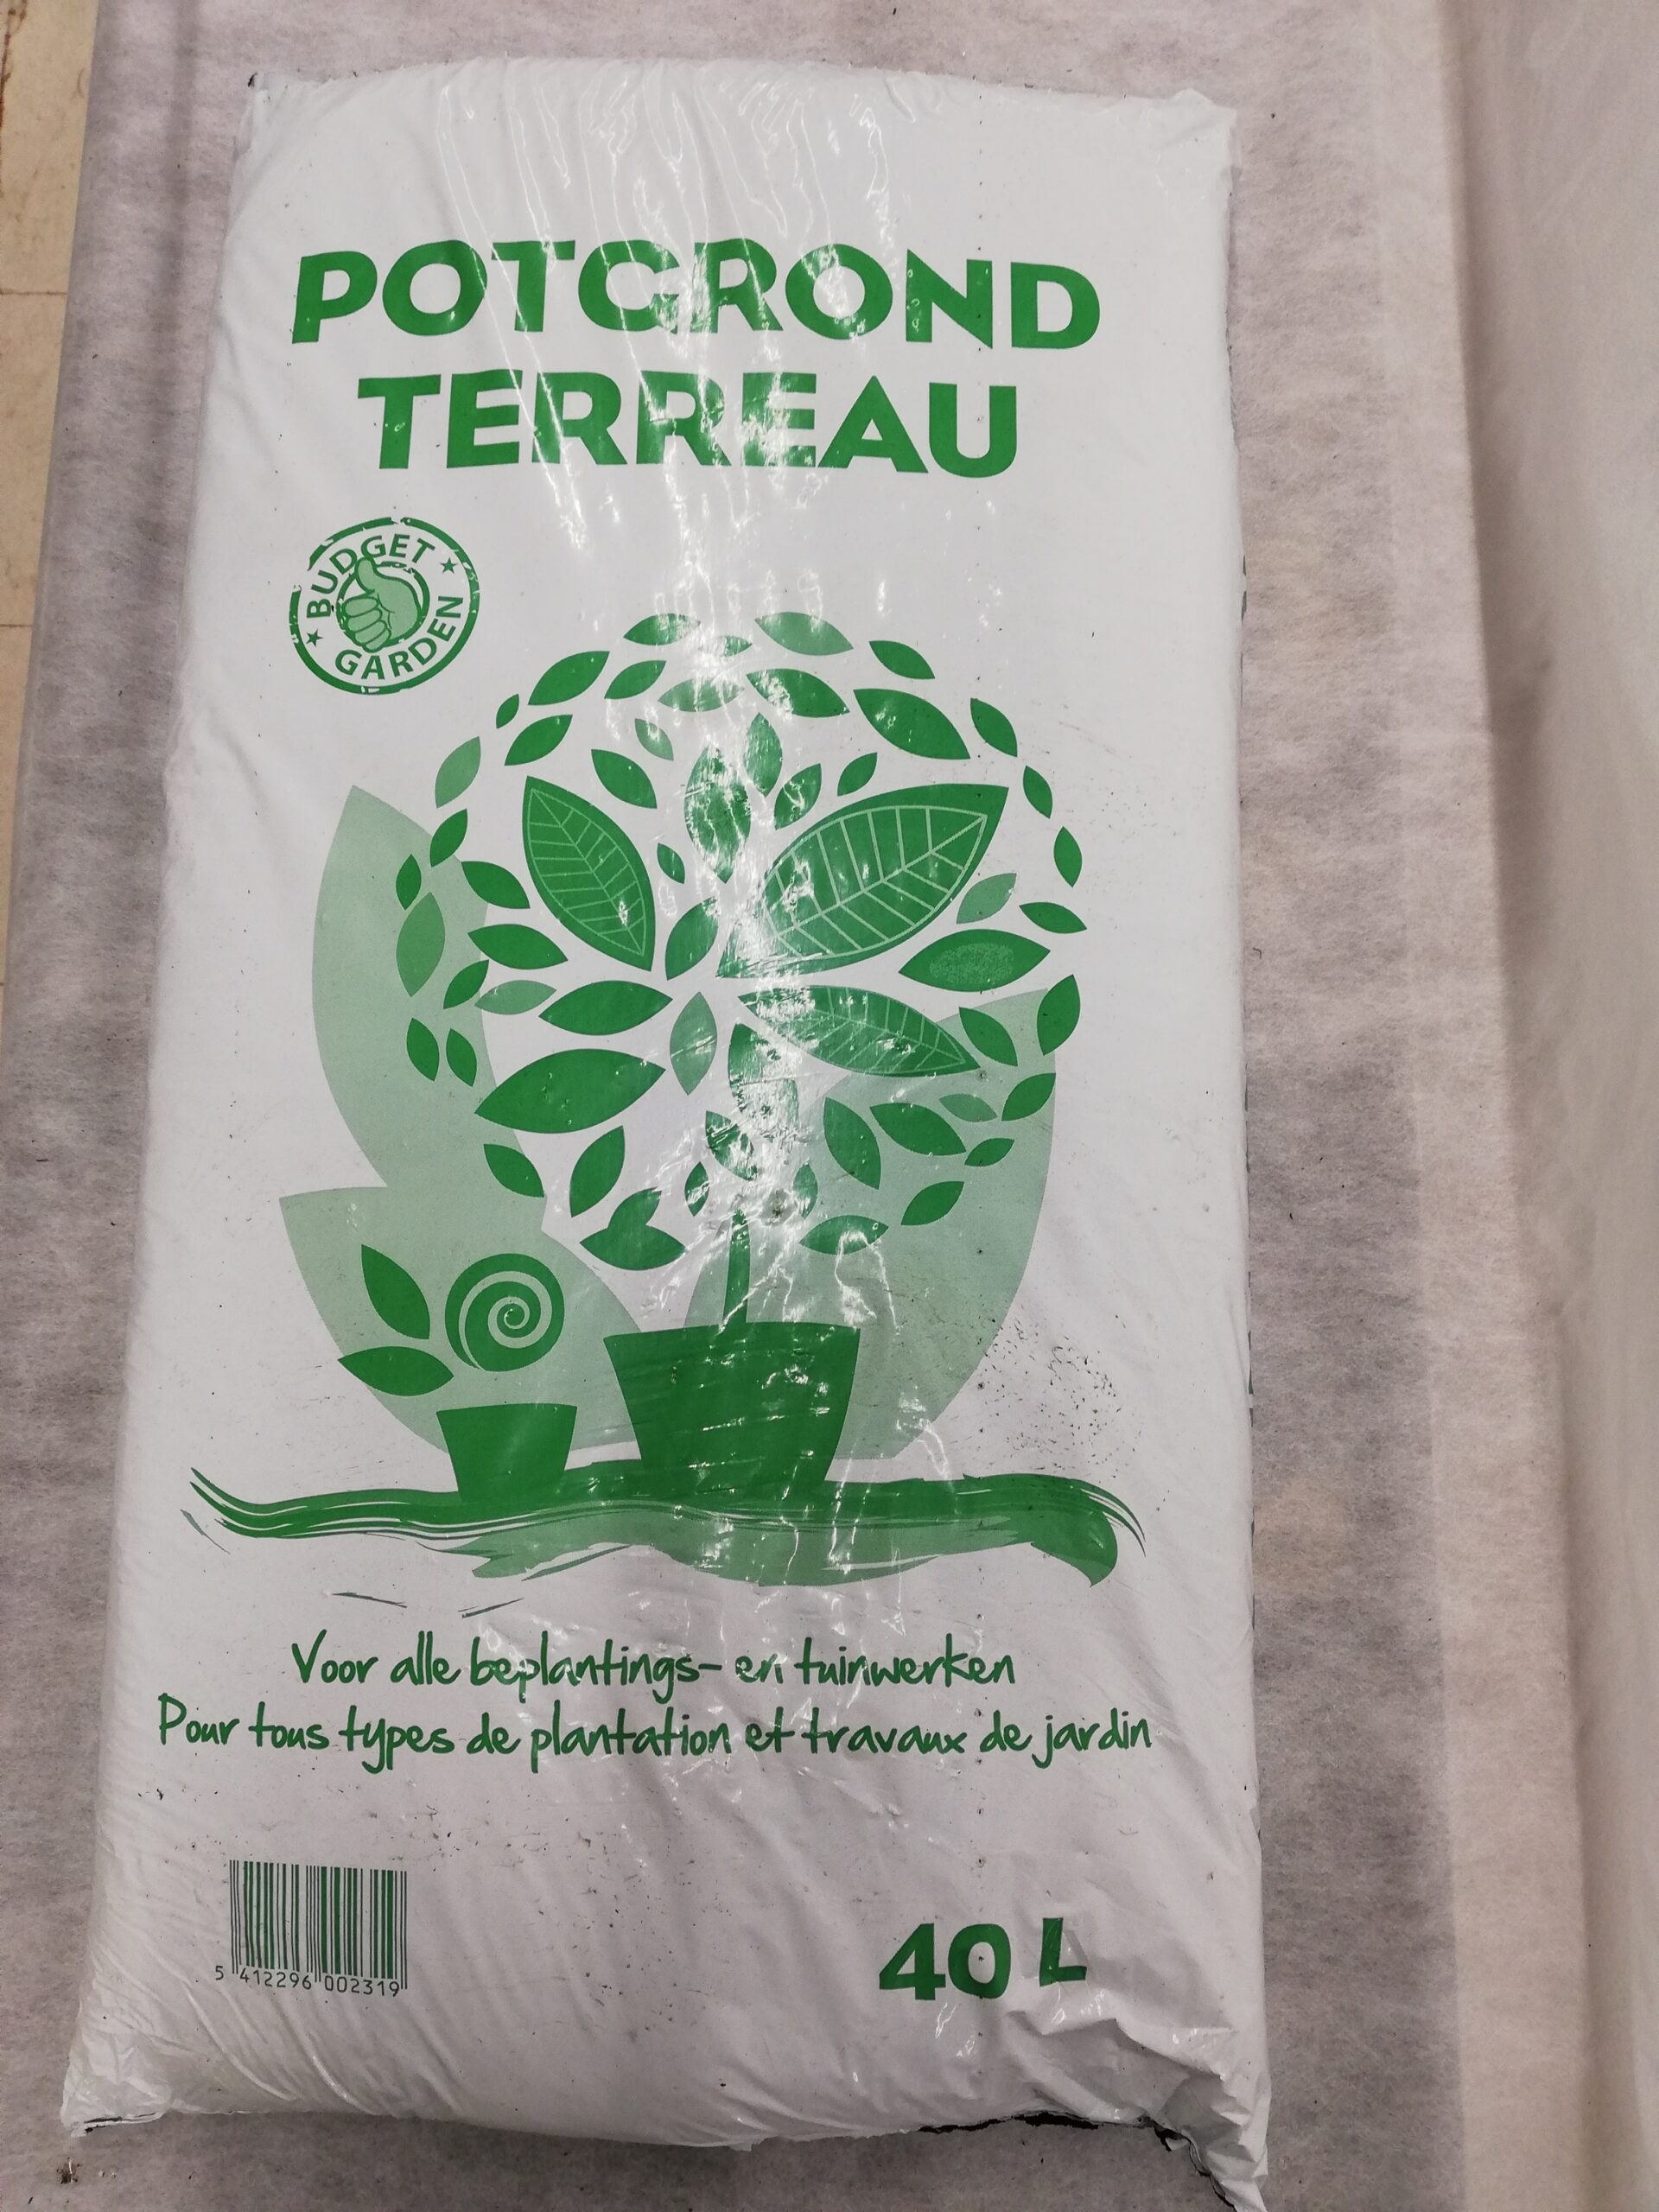 POTGROND
TERREAU
BUDGET
GARDEN
Voor alle beplantings- en tuinwerken
Pour tous types de plantation et travaux de jardin
5 412296 002319
40 L